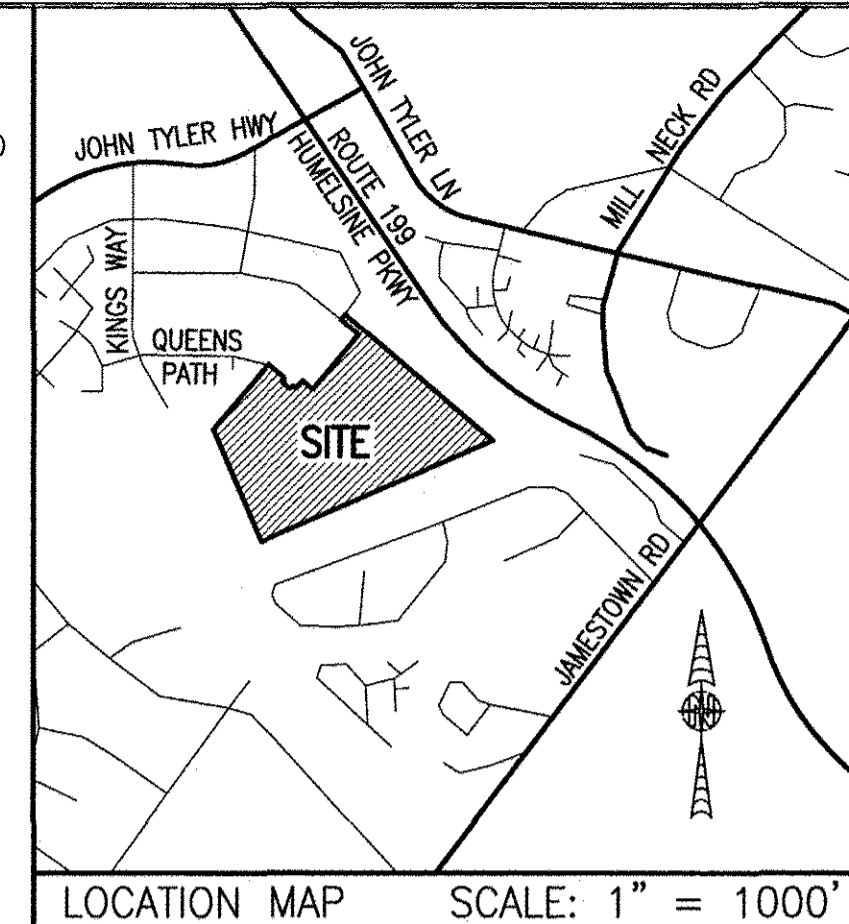 JOHN TYLER HWY
JOHN TYLER LN
ROUTE 199
HUMELSINE PKWY
MILL NECK RD
KINGS WAY
QUEENS
PATH
SITE
JAMESTOWN RD
LOCATION MAP SCALE: 1" = 1000'